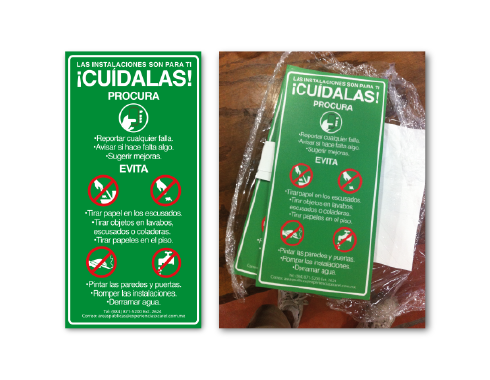 LAS INSTALACIONES SON PARA TI
¡CUÍDALAS!
PROCURA
•Reportar cualquier falla.
•Avisar si hace falta algo.
•Sugerir mejoras.
EVITA
•Tirar papel en los escusados.
•Tirar objetos en lavabos,
escusados o coladeras.
•Tirar papeles en el piso.
•Pintar las paredes y puertas.
•Romper las instalaciones.
•Derramar agua.
LAS INSTALACIONES SON PARA TI
¡CUÍDALAS!
PROCURA
•Reportar cualquier falla.
•Avisar si hace falta algo.
•Sugerir mejoras.
EVITA
•Tirar papel en los escusados.
•Tirar objetos en lavabos,
escusados o coladeras.
•Tirar papeles en el piso.
•Pintar las paredes y puertas.
•Romper las instalaciones.
•Derramar agua.